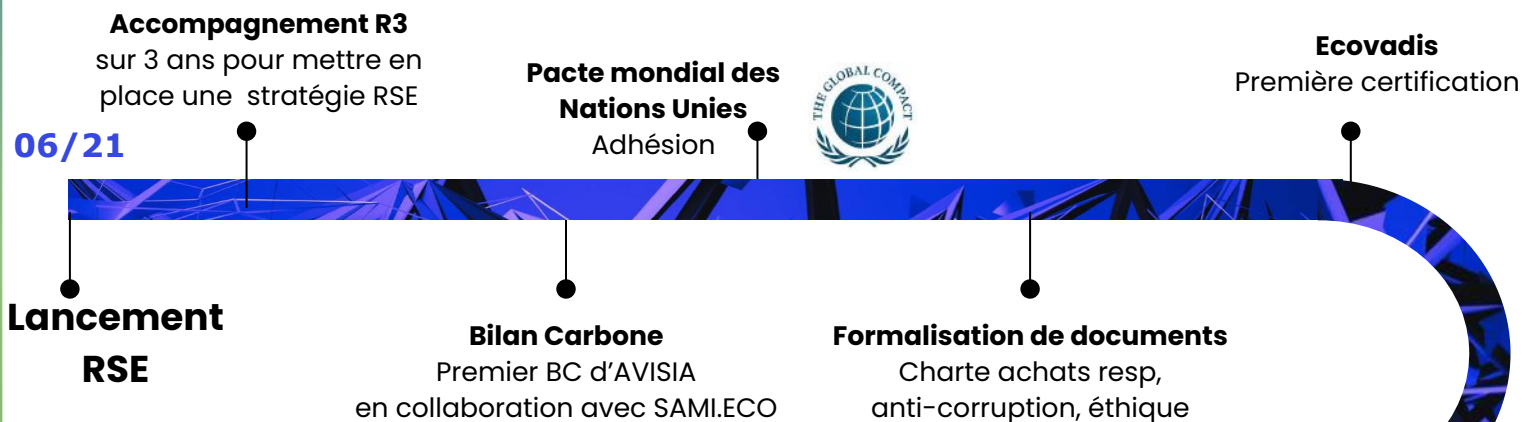 Accompagnement R3
sur 3 ans pour mettre en
place une stratégie RSE
Pacte mondial des
Nations Unies
Adhésion
THE GLOBAL COMPACT
Ecovadis
Première certification
06/21
Lancement
RSE
Bilan Carbone
Premier BC d’AVISIA
en collaboration avec SAMI.ECO
Formalisation de documents
Charte achats resp,
anti-corruption, éthique